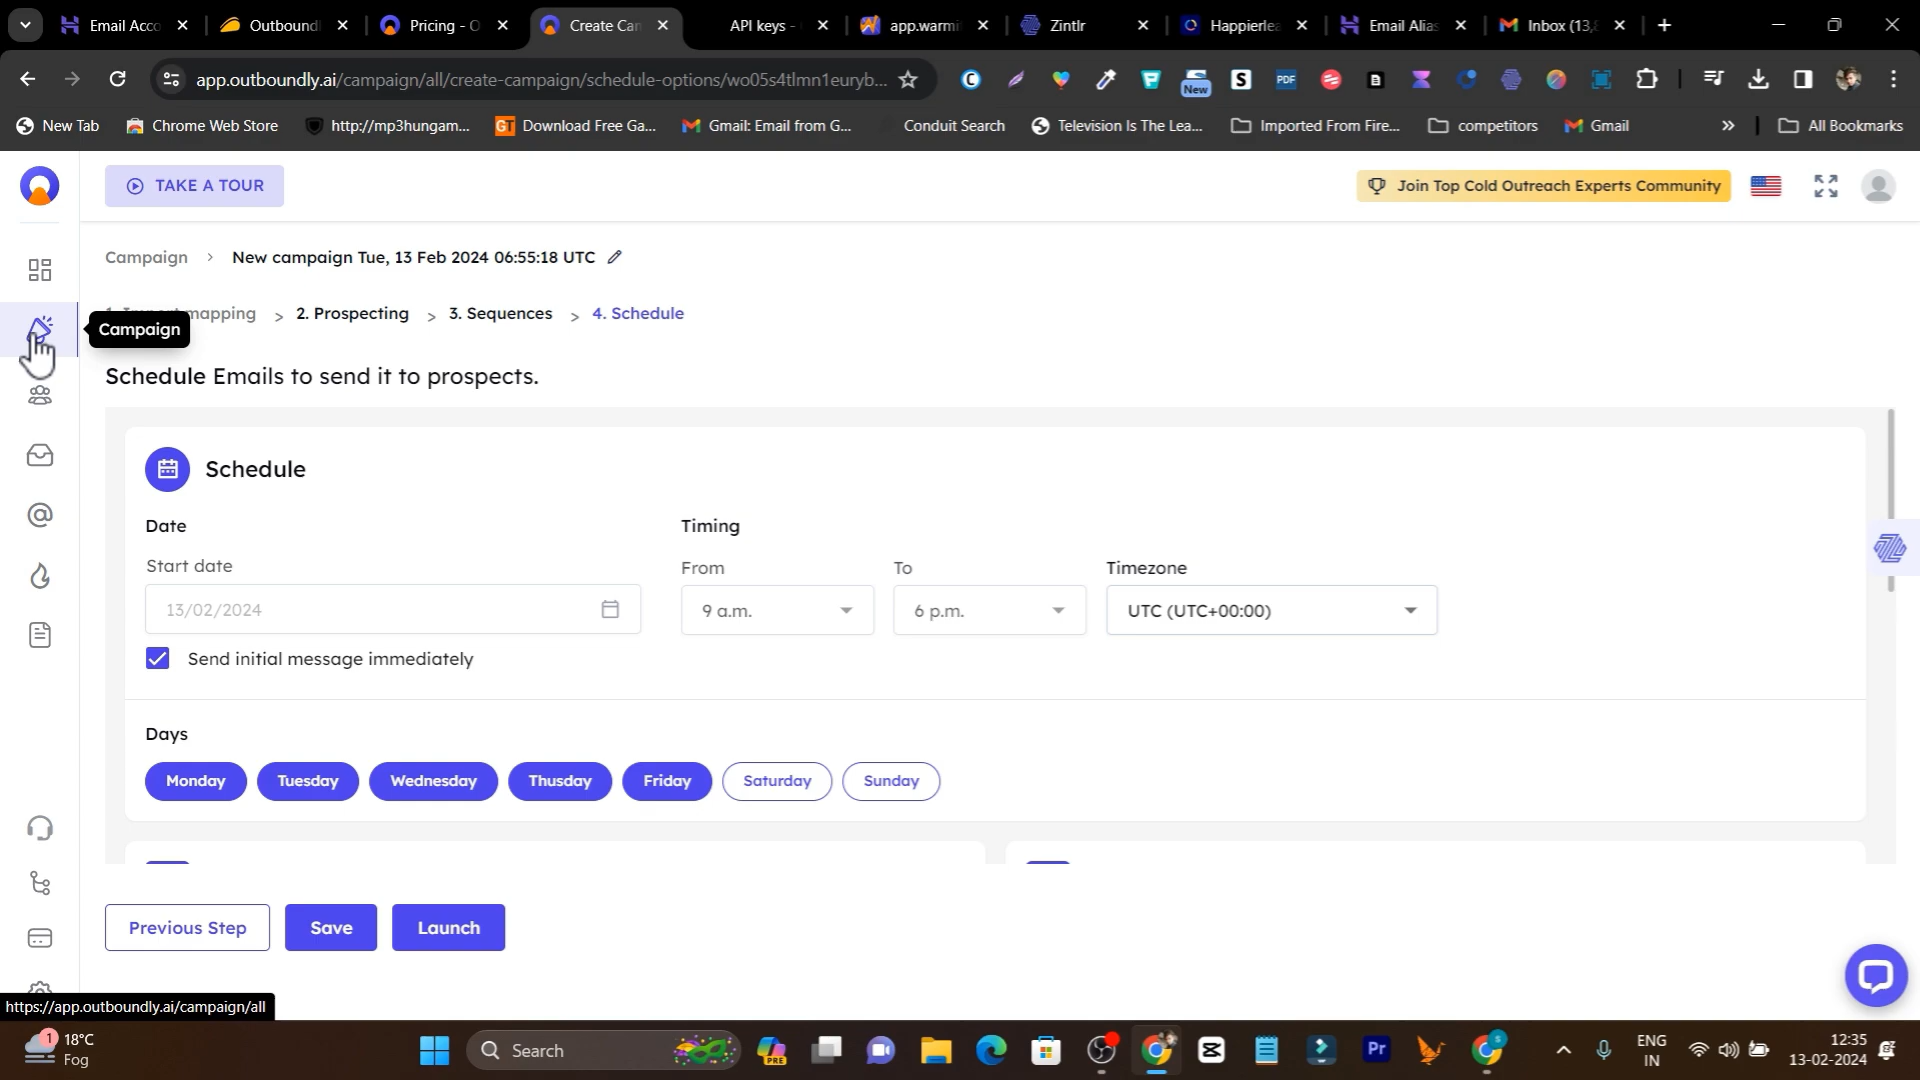 Email Acco
Outbound
Pricing - O
Create Can
API keys -
app.warmi
Zintlr
Happierlea
Email Alias
Inbox (13,
app.outboundly.ai/campaign/all/create-campaign/schedule-options/wo05s4tlmn1euryb...
New
PDF
New Tab
Chrome Web Store
http://mp3hungam...
GT
Download Free Ga...
Gmail: Email from G...
Conduit Search
Television Is The Lea...
Imported From Fire...
competitors
Gmail
All Bookmarks
TAKE A TOUR
Join Top Cold Outreach Experts Community
Campaign > New campaign Tue, 13 Feb 2024 06:55:18 UTC
mapping > 2. Prospecting > 3. Sequences > 4. Schedule
Campaign
Schedule Emails to send it to prospects.
Schedule
Date
Timing
Start date
From
To
Timezone
13/02/2024
9 a.m.
6 p.m.
UTC (UTC+00:00)
Send initial message immediately
Days
Monday
Tuesday
Wednesday
Thusday
Friday
Saturday
Sunday
Previous Step
Save
Launch
https://app.outboundly.ai/campaign/all
1
18°C
Fog
Search
PRE
Pr
ENG
IN
12:35
13-02-2024